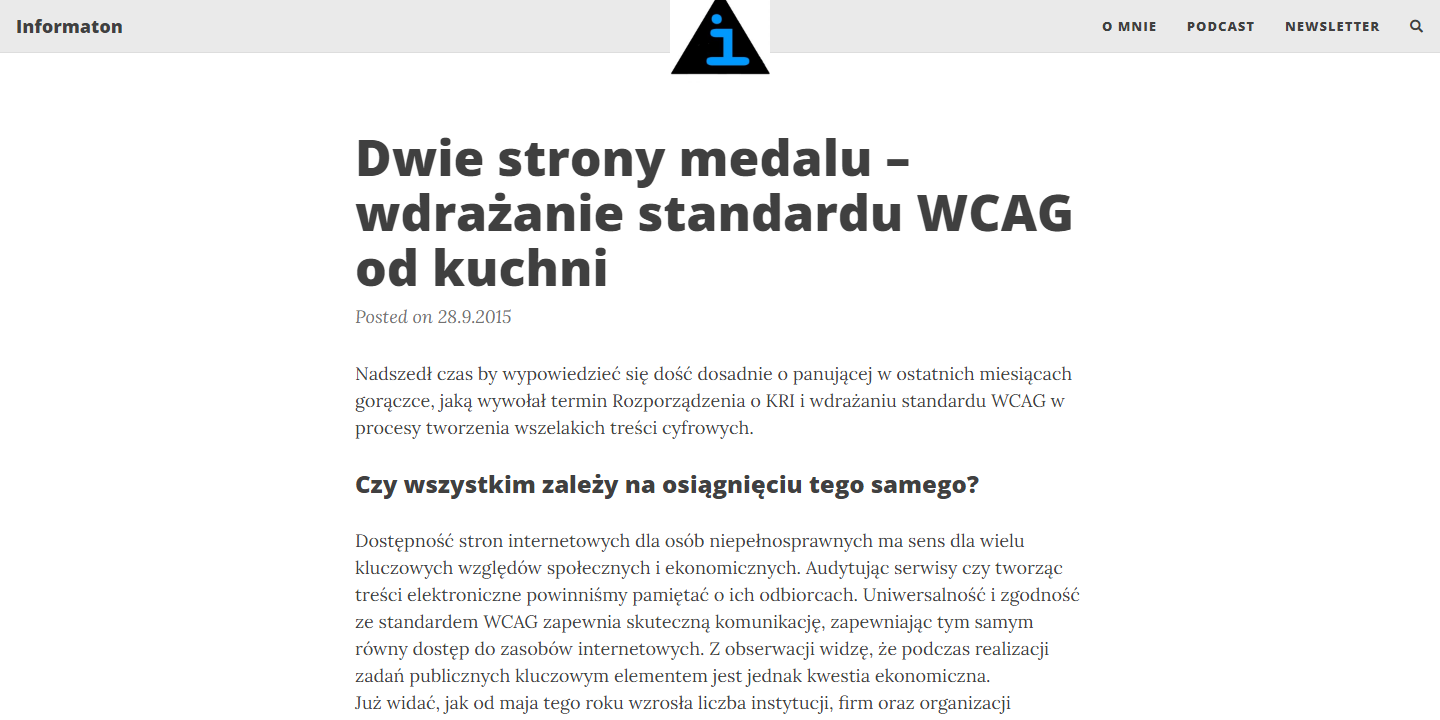 Informaton
i
O MNIE
PODCAST
NEWSLETTER
Dwie strony medalu –
wdrażanie standardu WCAG
od kuchni
Posted on 28.9.2015
Nadszedł czas by wypowiedzieć się dość dosadnie o panującej w ostatnich miesiącach
gorączce, jaką wywołał termin Rozporządzenia o KRI i wdrażaniu standardu WCAG w
procesy tworzenia wszelakich treści cyfrowych.
Czy wszystkim zależy na osiągnięciu tego samego?
Dostępność stron internetowych dla osób niepełnosprawnych ma sens dla wielu
kluczowych względów społecznych i ekonomicznych. Audytując serwisy czy tworząc
treści elektroniczne powinniśmy pamiętać o ich odbiorcach. Uniwersalność i zgodność
ze standardem WCAG zapewnia skuteczną komunikację, zapewniając tym samym
równy dostęp do zasobów internetowych. Z obserwacji widzę, że podczas realizacji
zadań publicznych kluczowym elementem jest jednak kwestia ekonomiczna.
Już widać, jak od maja tego roku wzrosła liczba instytucji, firm oraz organizacji